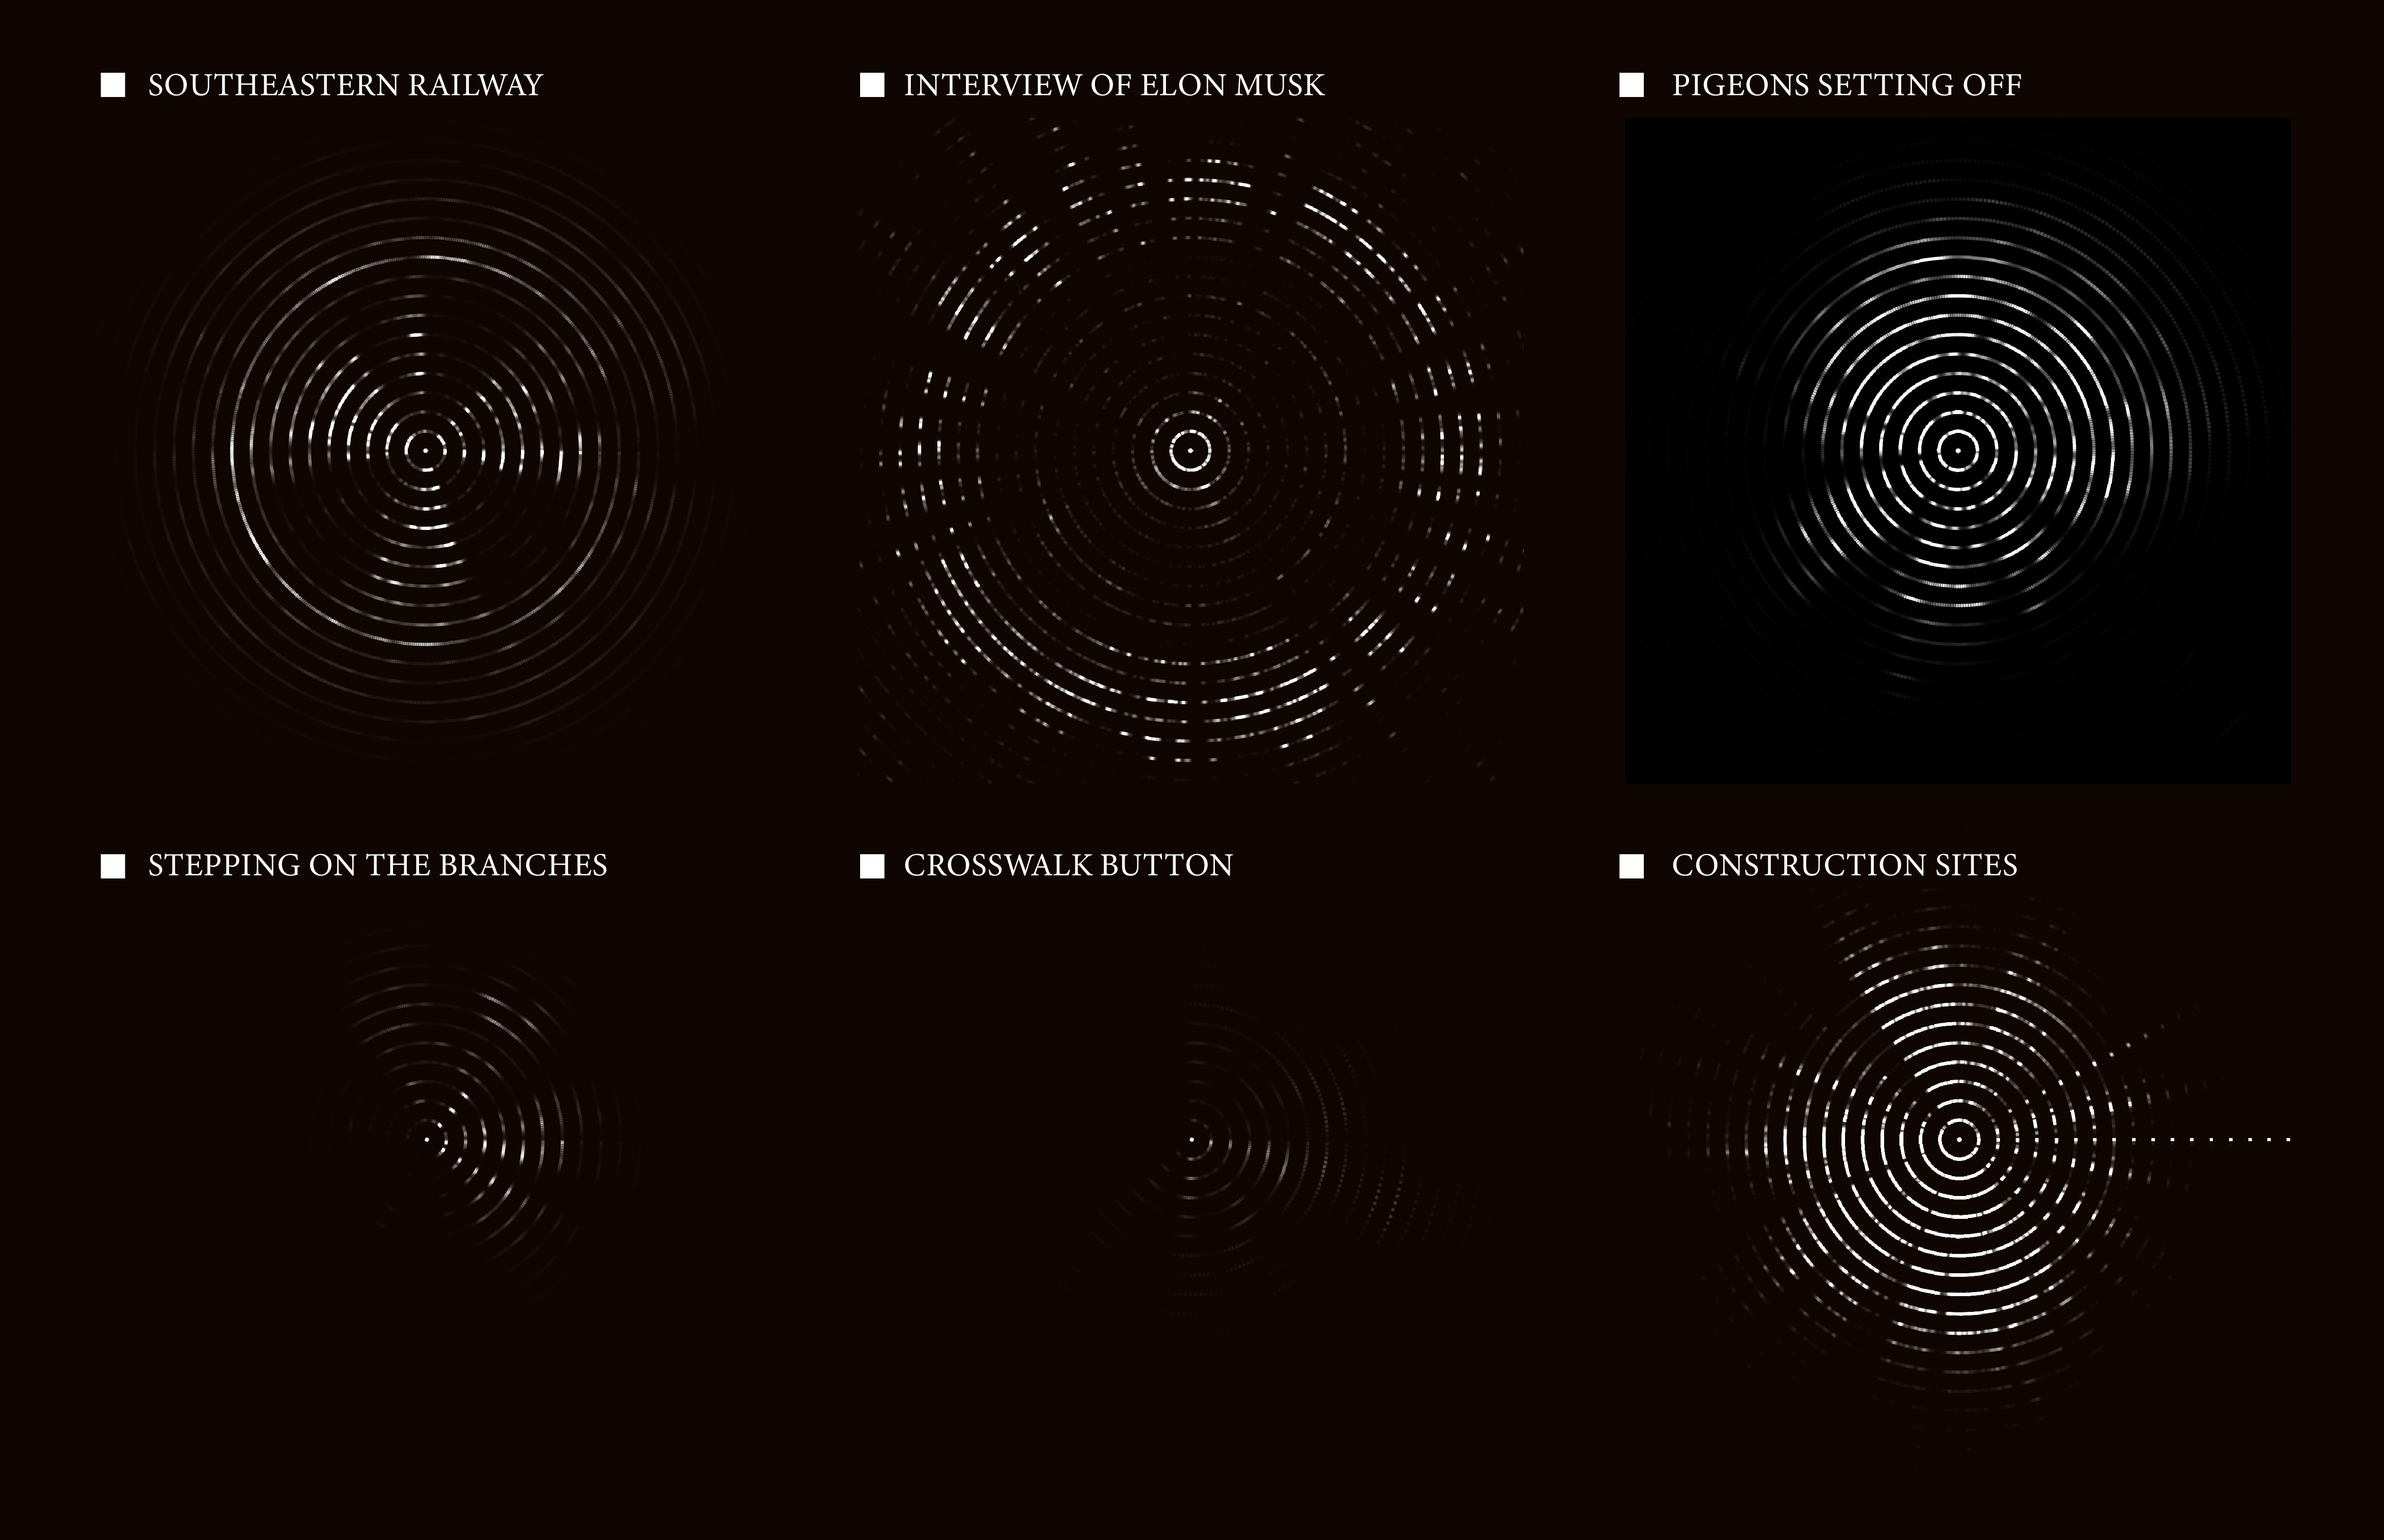 SOUTHEASTERN RAILWAY
INTERVIEW OF ELON MUSK
PIGEONS SETTING OFF
STEPPING ON THE BRANCHES
CROSSWALK BUTTON
CONSTRUCTION SITES